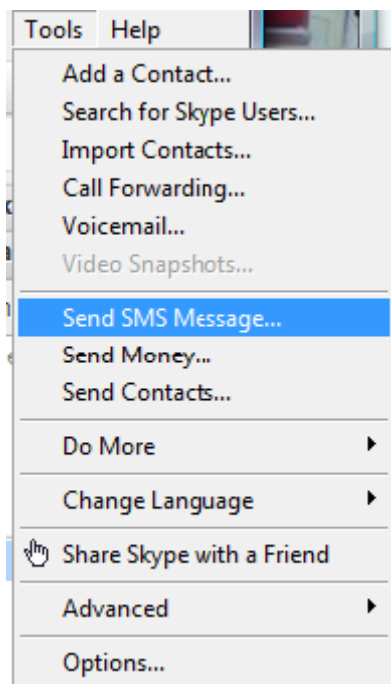 Tools Help
Add a Contact...
Search for Skype Users...
Import Contacts...
Call Forwarding...
Voicemail...
Video Snapshots...
Send SMS Message...
Send Money...
Send Contacts...
Do More
Change Language
Share Skype with a Friend
Advanced
Options...